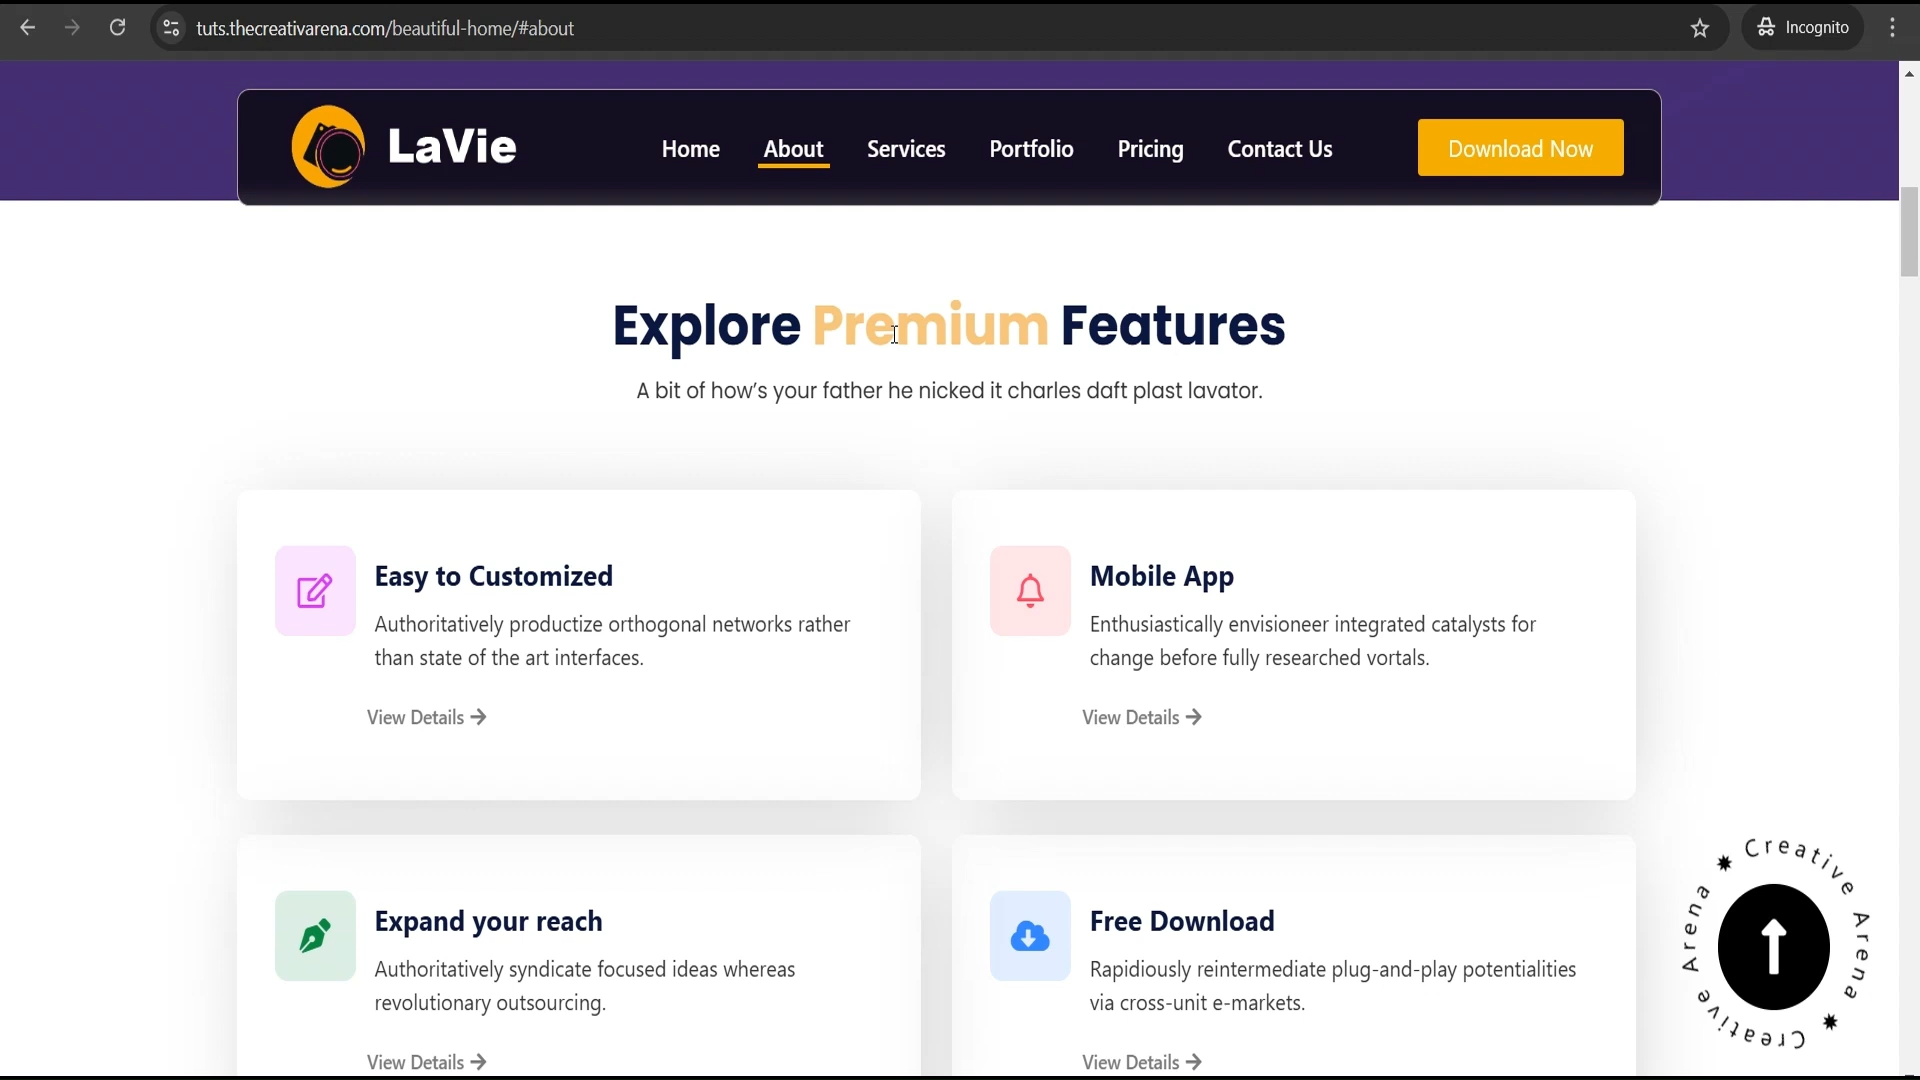 tuts.thecreativarena.com/beautiful-home/#about
Incognito
LaVie
Home
About
Services
Portfolio
Pricing
Contact Us
Download Now
Explore Premium Features
A bit of how’s your father he nicked it charles daft plast lavator.
Easy to Customized
Authoritatively productize orthogonal networks rather
than state of the art interfaces.
View Details
Mobile App
Enthusiastically envisioneer integrated catalysts for
change before fully researched vortals.
View Details
Expand your reach
Authoritatively syndicate focused ideas whereas
revolutionary outsourcing.
View Details
Free Download
Rapidiously reintermediate plug-and-play potentialities
via cross-unit e-markets.
View Details
Creative Arena ✸ Creative Arena ✸